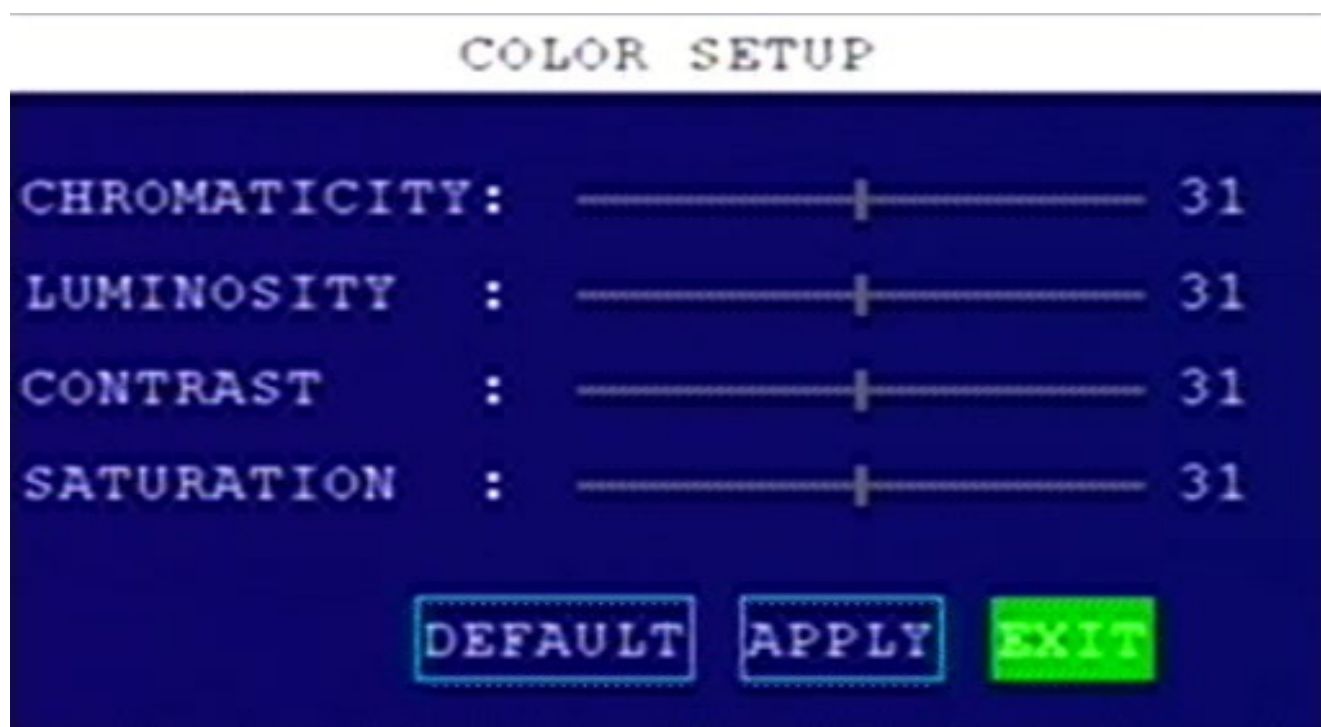 COLOR SETUP
CHROMATICITY: 31
LUMINOSITY : 31
CONTRAST : 31
SATURATION : 31
DEFAULT APPLY EXIT